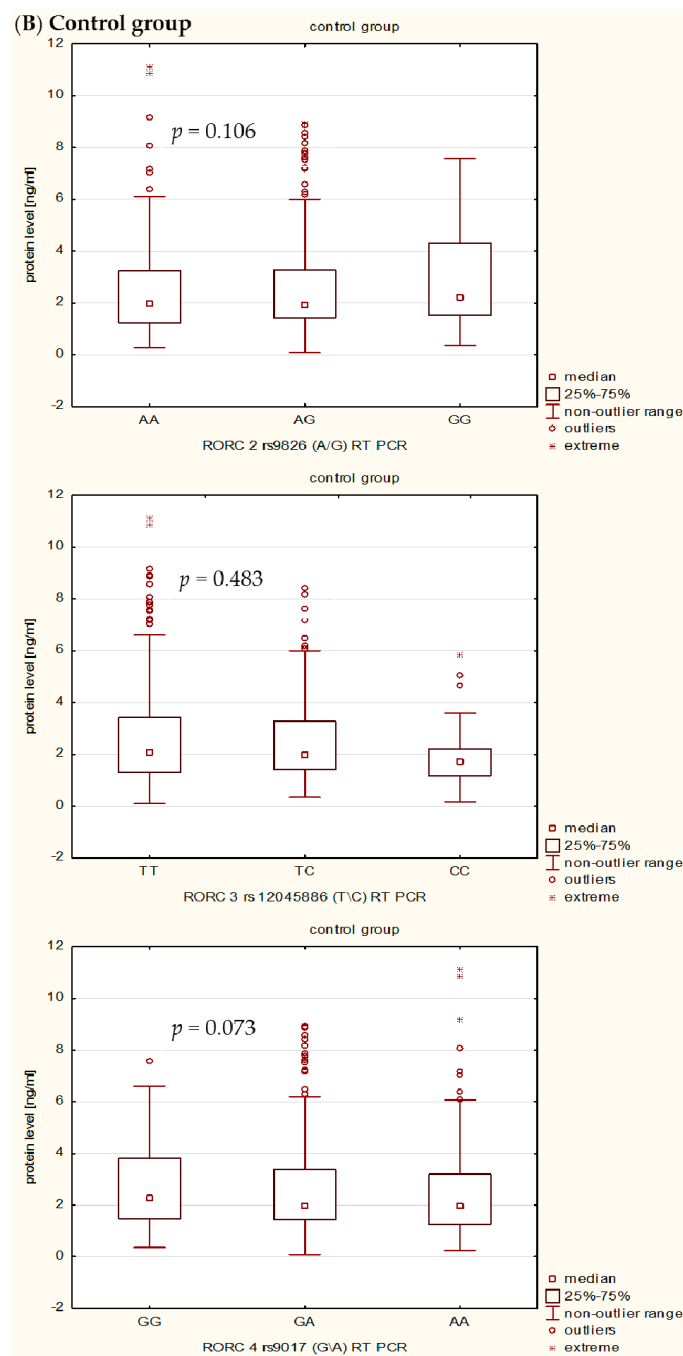 (B) Control group
control group
12
10
8
6
4
2
0
-2
protein level [ng/ml]
p = 0.106
AA AG GG
RORC 2 rs9826 (A/G) RT PCR
median
25%-75%
non-outlier range
outliers
extreme
control group
12
10
8
6
4
2
0
-2
protein level [ng/ml]
p = 0.483
TT TC CC
RORC 3 rs 12045886 (T\C) RT PCR
median
25%-75%
non-outlier range
outliers
extreme
control group
12
10
8
6
4
2
0
-2
protein level [ng/ml]
p = 0.073
GG GA AA
RORC 4 rs9017 (G\A) RT PCR
median
25%-75%
non-outlier range
outliers
extreme